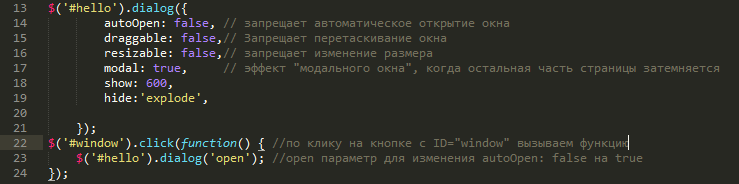 13 $('#hello').dialog({
14 autoOpen: false, // запрещает автоматическое открытие окна
15 draggable: false,// Запрещает перетаскивание окна
16 resizable: false,// запрещает изменение размера
17 modal: true, // эффект "модального окна", когда остальная часть страницы затемняется
18 show: 600,
19 hide:'explode',
20
21 });
22 $('#window').click(function() { //по клику на кнопке с ID="window" вызываем функцию
23 $('#hello').dialog('open'); //open параметр для изменения autoOpen: false на true
24 });